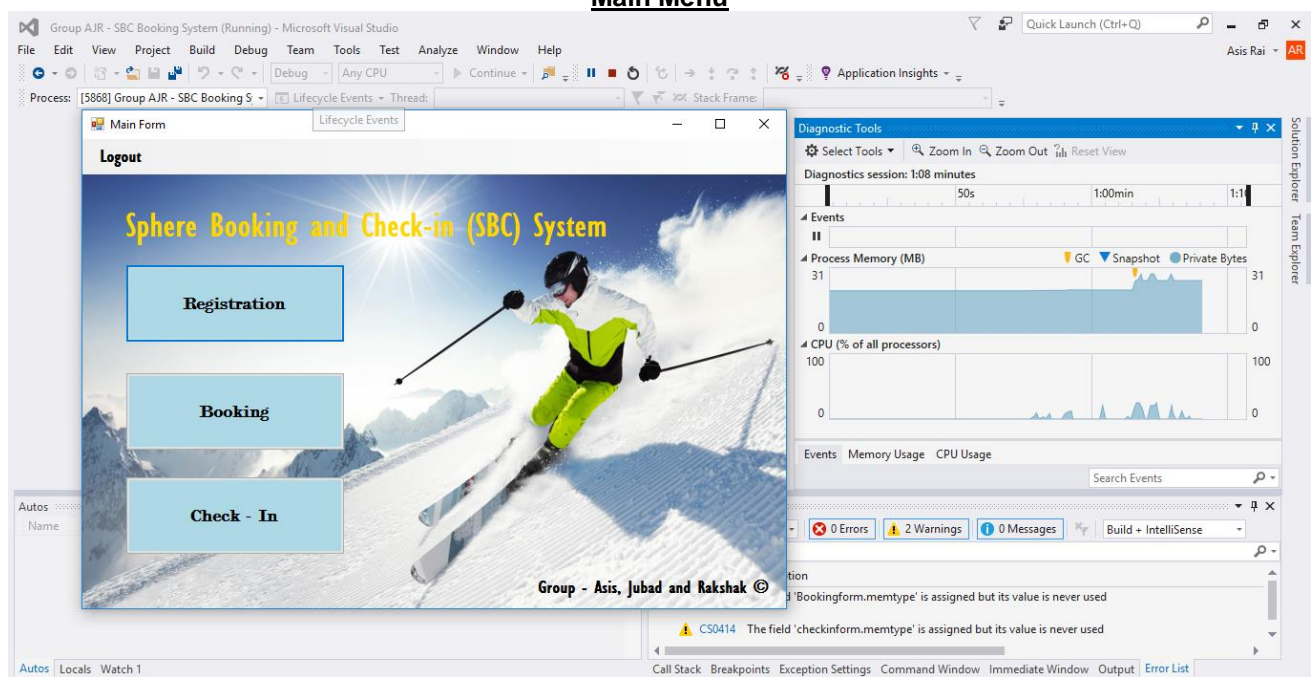 Main Menu
Group AJR - SBC Booking System (Running) - Microsoft Visual Studio
Quick Launch (Ctrl+Q)
File Edit View Project Build Debug Team Tools Test Analyze Window Help
Asis Rai AR
Debug Any CPU Continue Application Insights
Process: [5868] Group AJR - SBC Booking S Lifecycle Events Thread: Stack Frame:
Lifecycle Events
Main Form
Logout
Sphere Booking and Check-in (SBC) System
Registration
Booking
Check - In
Group - Asis, Jubad and Rakshak ©
Diagnostic Tools
Select Tools Zoom In Zoom Out Reset View
Diagnostics session: 1:08 minutes
50s 1:00min 1:1
Events
Process Memory (MB) GC Snapshot Private Bytes
31 31
0 0
CPU (% of all processors)
100 100
0 0
Events Memory Usage CPU Usage
Search Events
Solution Explorer
Team Explorer
Autos
Name
0 Errors 2 Warnings 0 Messages Build + IntelliSense
tion
'Bookingform.memtype' is assigned but its value is never used
CS0414 The field 'checkinform.memtype' is assigned but its value is never used
Autos Locals Watch 1
Call Stack Breakpoints Exception Settings Command Window Immediate Window Output Error List